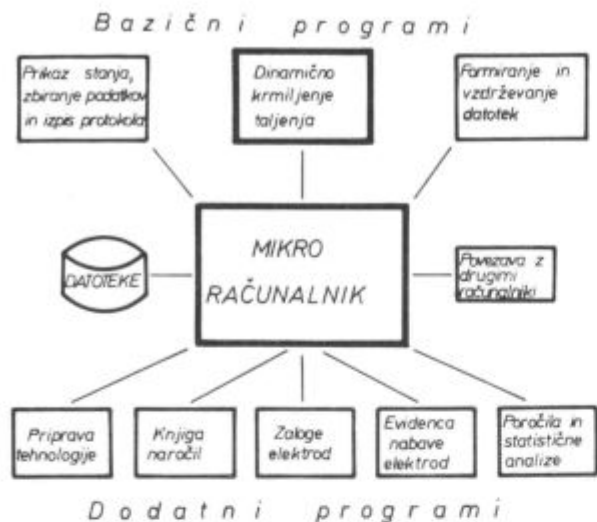 Bazični programi
Prikaz stanja,
zbiranje podatkov
in izpis protokola
Dinamično
krmiljenje
taljenja
Formiranje in
vzdrževanje
datotek
DATOTEKE
MIKRO
RAČUNALNIK
Povezava z
drugimi
računalniki
Priprava
tehnologije
Knjiga
naročil
Zaloge
elektrod
Evidenca
nabave
elektrod
Poročila in
statistične
analize
Dodatni programi